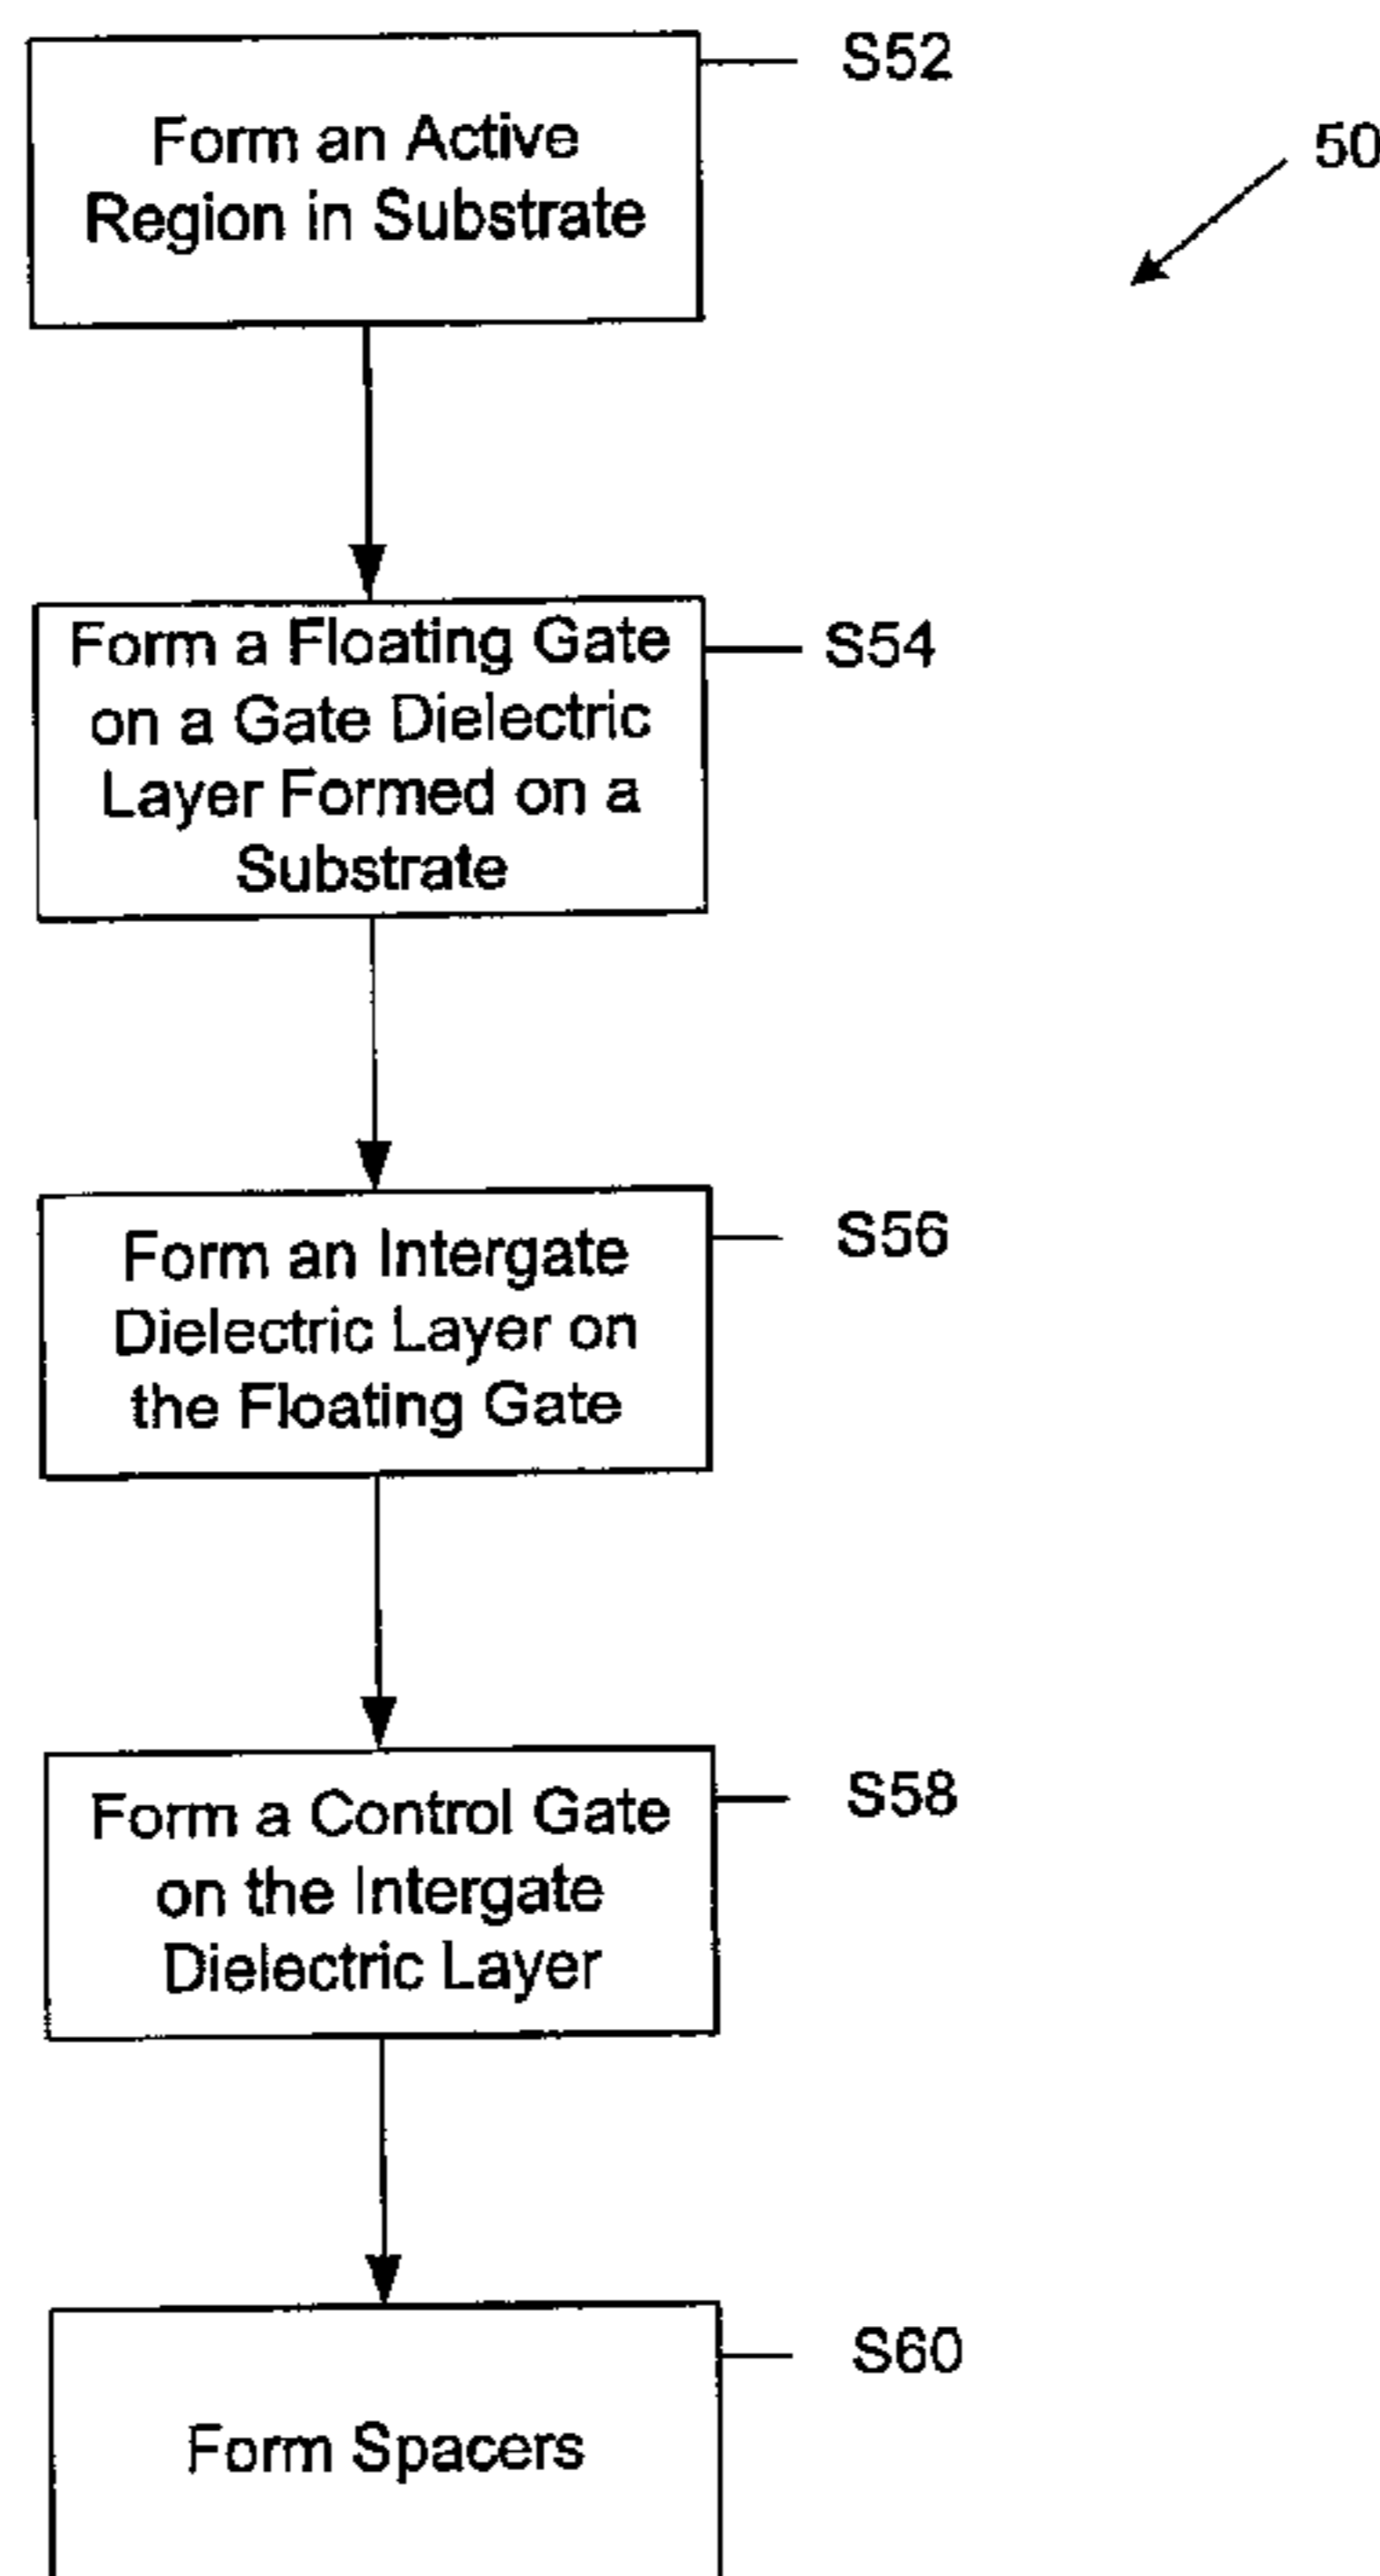 S52
Form an Active
Region in Substrate
50
Form a Floating Gate
on a Gate Dielectric
Layer Formed on a
Substrate
S54
Form an Intergate
Dielectric Layer on
the Floating Gate
S56
Form a Control Gate
on the Intergate
Dielectric Layer
S58
Form Spacers
S60